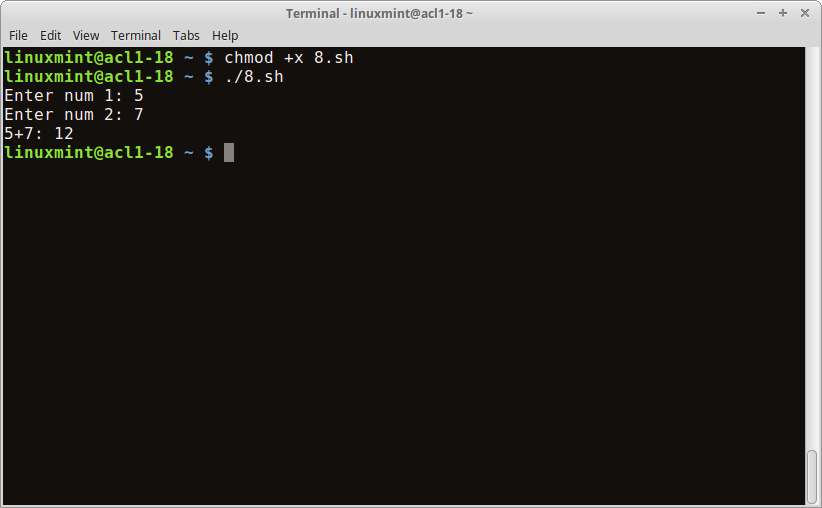 Terminal - linuxmint@acl1-18 ~
File Edit View Terminal Tabs Help
linuxmint@acl1-18 ~ $ chmod +x 8.sh
linuxmint@acl1-18 ~ $ ./8.sh
Enter num 1: 5
Enter num 2: 7
5+7: 12
linuxmint@acl1-18 ~ $